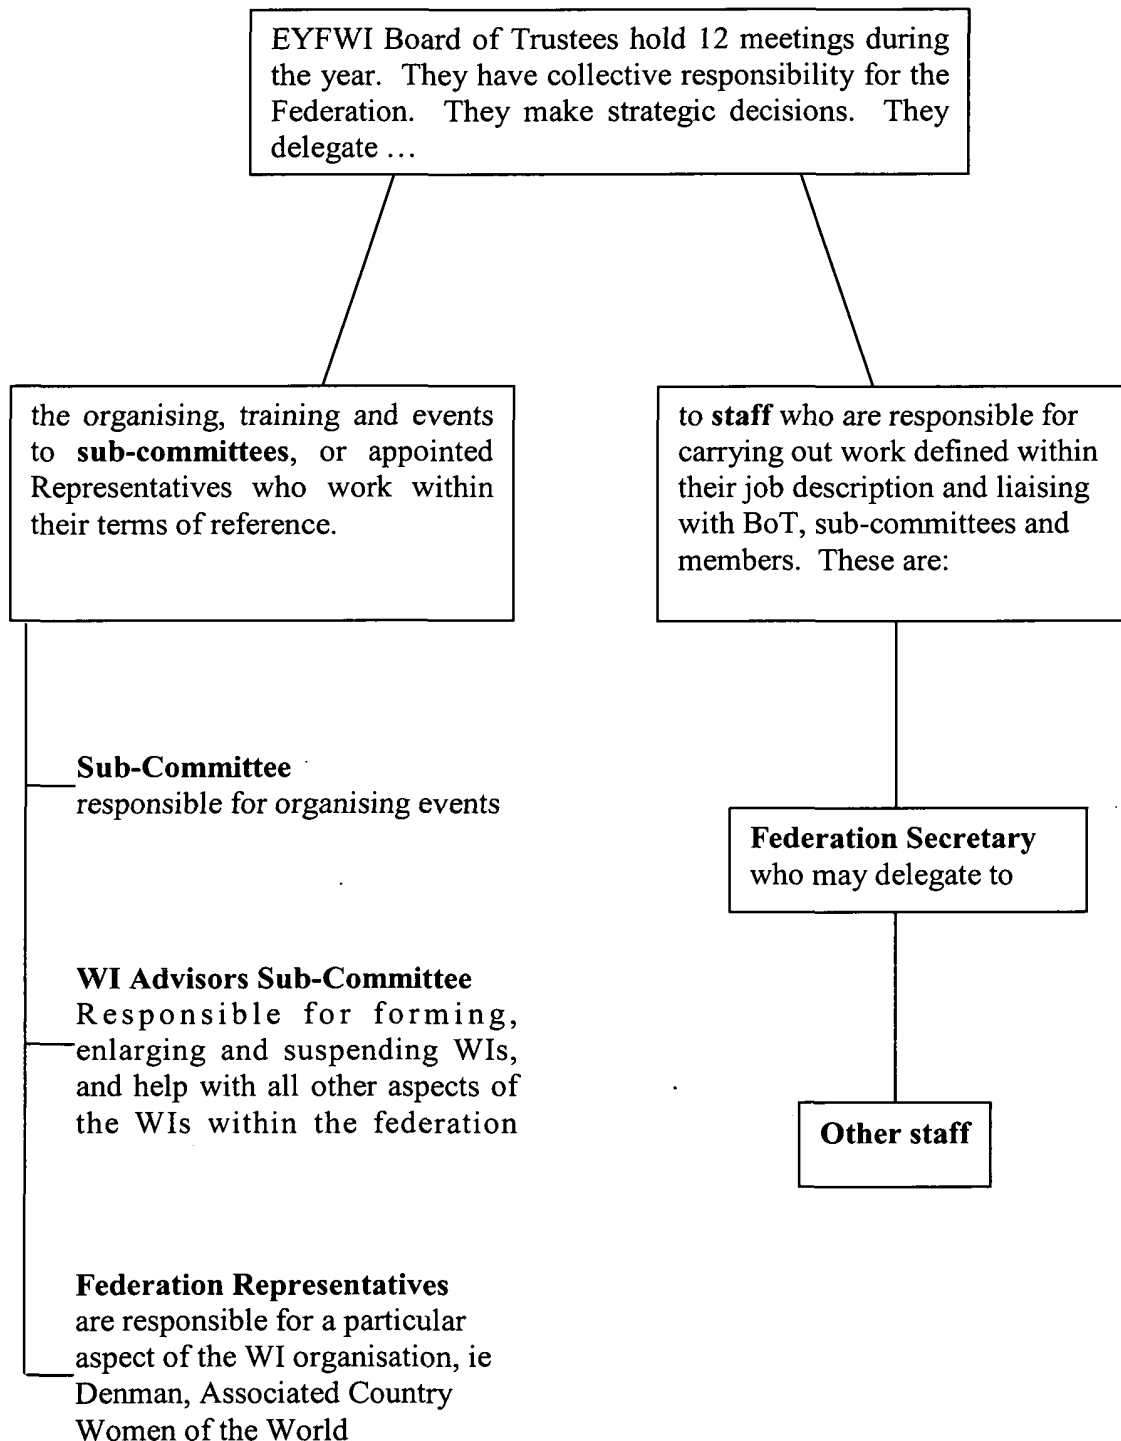 EYFWI Board of Trustees hold 12 meetings during
the year. They have collective responsibility for the
Federation. They make strategic decisions. They
delegate ...
the organising, training and events
to sub-committees, or appointed
Representatives who work within
their terms of reference.
to staff who are responsible for
carrying out work defined within
their job description and liaising
with BoT, sub-committees and
members. These are:
Sub-Committee
responsible for organising events
WI Advisors Sub-Committee
Responsible for forming,
enlarging and suspending WIs,
and help with all other aspects of
the WIs within the federation
Federation Representatives
are responsible for a particular
aspect of the WI organisation, ie
Denman, Associated Country
Women of the World
Federation Secretary
who may delegate to
Other staff